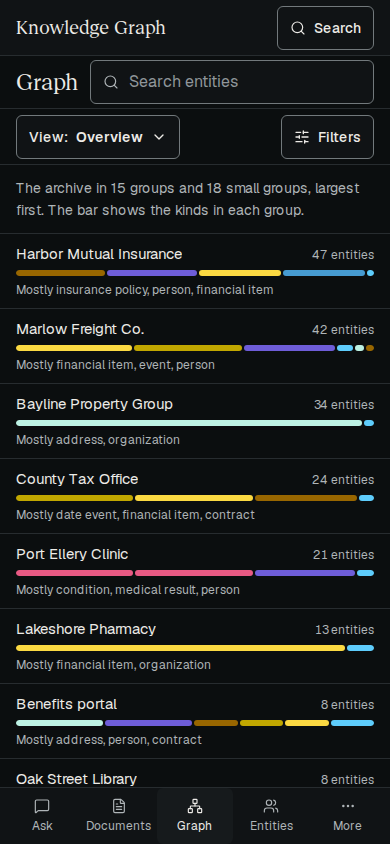 Knowledge Graph
Search
Graph
Search entities
View: Overview
Filters
The archive in 15 groups and 18 small groups, largest
first. The bar shows the kinds in each group.
Harbor Mutual Insurance 47 entities
Mostly insurance policy, person, financial item
Marlow Freight Co. 42 entities
Mostly financial item, event, person
Bayline Property Group 34 entities
Mostly address, organization
County Tax Office 24 entities
Mostly date event, financial item, contract
Port Ellery Clinic 21 entities
Mostly condition, medical result, person
Lakeshore Pharmacy 13 entities
Mostly financial item, organization
Benefits portal 8 entities
Mostly address, person, contract
Oak Street Library 8 entities
Ask Documents Graph Entities More